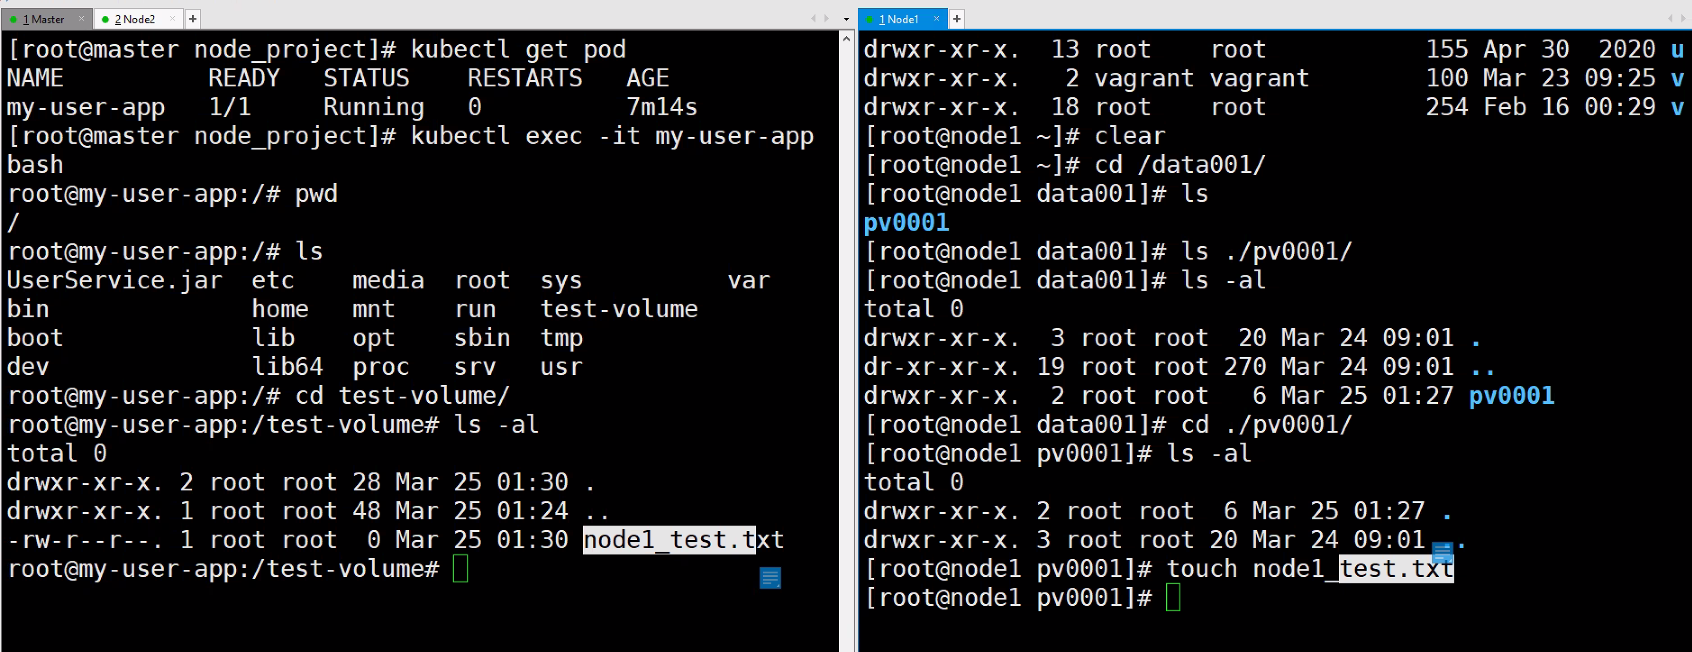 1 Master × 2 Node2 × +
[root@master node_project]# kubectl get pod
NAME READY STATUS RESTARTS AGE
my-user-app 1/1 Running 0 7m14s
[root@master node_project]# kubectl exec -it my-user-app
bash
root@my-user-app:/# pwd
/
root@my-user-app:/# ls
UserService.jar etc media root sys var
bin home mnt run test-volume
boot lib opt sbin tmp
dev lib64 proc srv usr
root@my-user-app:/# cd test-volume/
root@my-user-app:/test-volume# ls -al
total 0
drwxr-xr-x. 2 root root 28 Mar 25 01:30 .
drwxr-xr-x. 1 root root 48 Mar 25 01:24 ..
-rw-r--r--. 1 root root 0 Mar 25 01:30 node1_test.txt
root@my-user-app:/test-volume#
1 Node1 × +
drwxr-xr-x. 13 root root 155 Apr 30 2020 u
drwxr-xr-x. 2 vagrant vagrant 100 Mar 23 09:25 v
drwxr-xr-x. 18 root root 254 Feb 16 00:29 v
[root@node1 ~]# clear
[root@node1 ~]# cd /data001/
[root@node1 data001]# ls
pv0001
[root@node1 data001]# ls ./pv0001/
[root@node1 data001]# ls -al
total 0
drwxr-xr-x. 3 root root 20 Mar 24 09:01 .
dr-xr-xr-x. 19 root root 270 Mar 24 09:01 ..
drwxr-xr-x. 2 root root 6 Mar 25 01:27 pv0001
[root@node1 data001]# cd ./pv0001/
[root@node1 pv0001]# ls -al
total 0
drwxr-xr-x. 2 root root 6 Mar 25 01:27 .
drwxr-xr-x. 3 root root 20 Mar 24 09:01 ..
[root@node1 pv0001]# touch node1_test.txt
[root@node1 pv0001]#